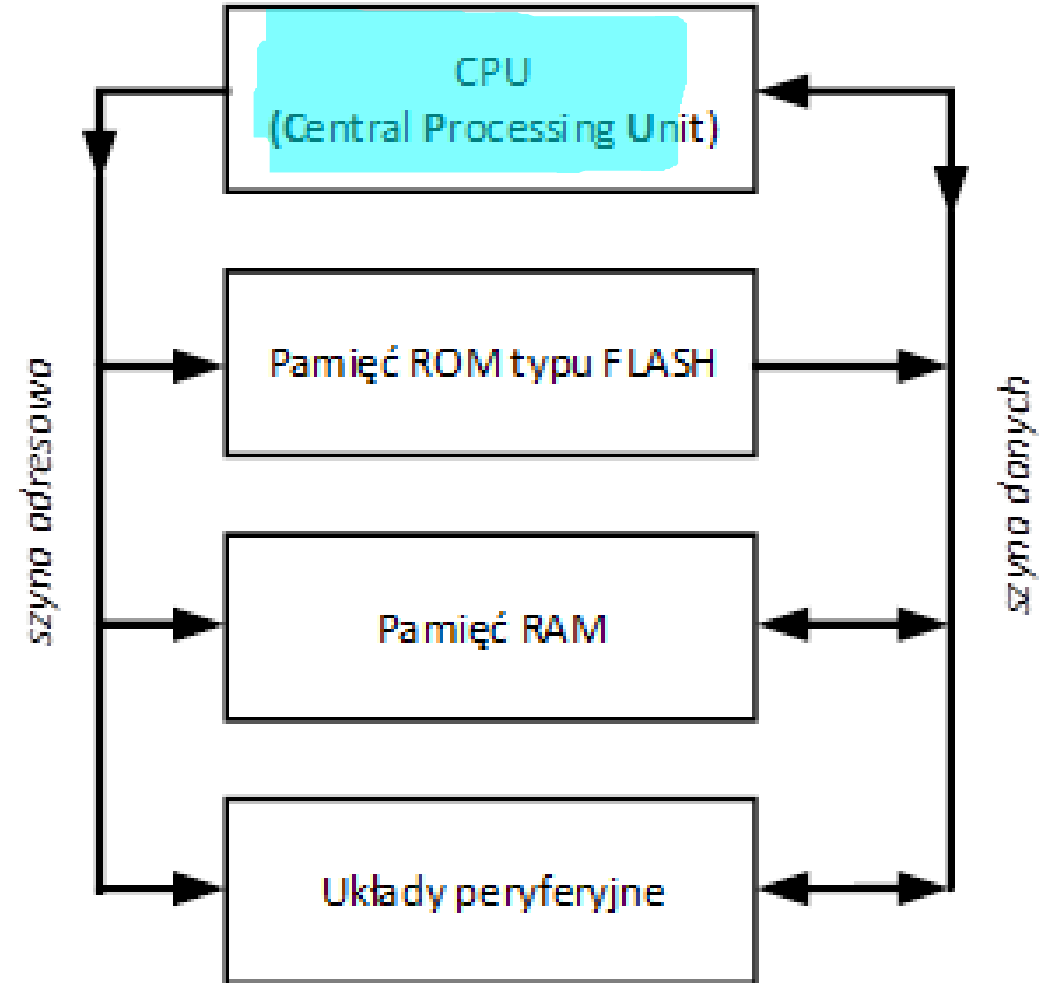 CPU
(Central Processing Unit)
Pamięć ROM typu FLASH
Pamięć RAM
Układy peryferyjne
szyna adresowa
szyna danych